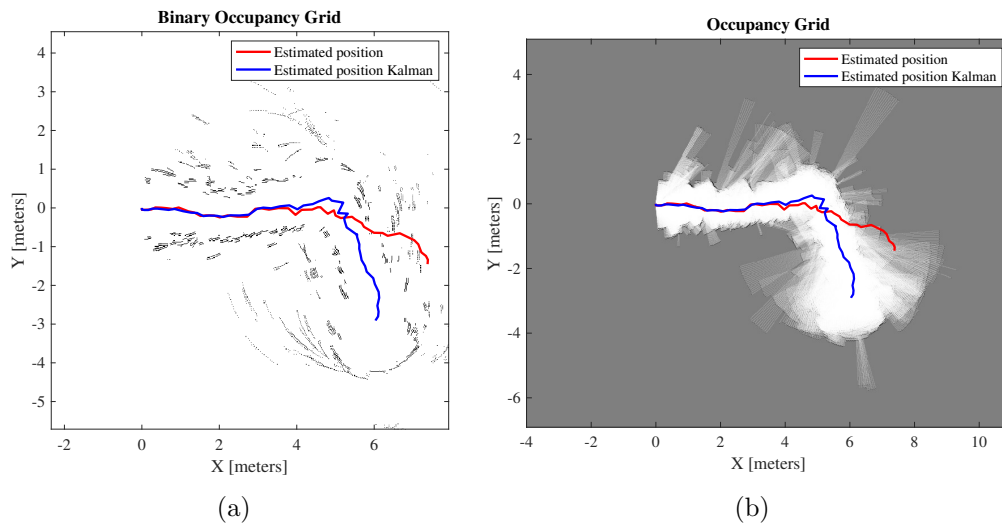 Binary Occupancy Grid
Estimated position
Estimated position Kalman
4
3
2
1
0
-1
-2
-3
-4
-5
Y [meters]
-2
0
2
4
6
X [meters]
(a)
Occupancy Grid
Estimated position
Estimated position Kalman
4
2
0
-2
-4
-6
Y [meters]
-4
-2
0
2
4
6
8
10
X [meters]
(b)